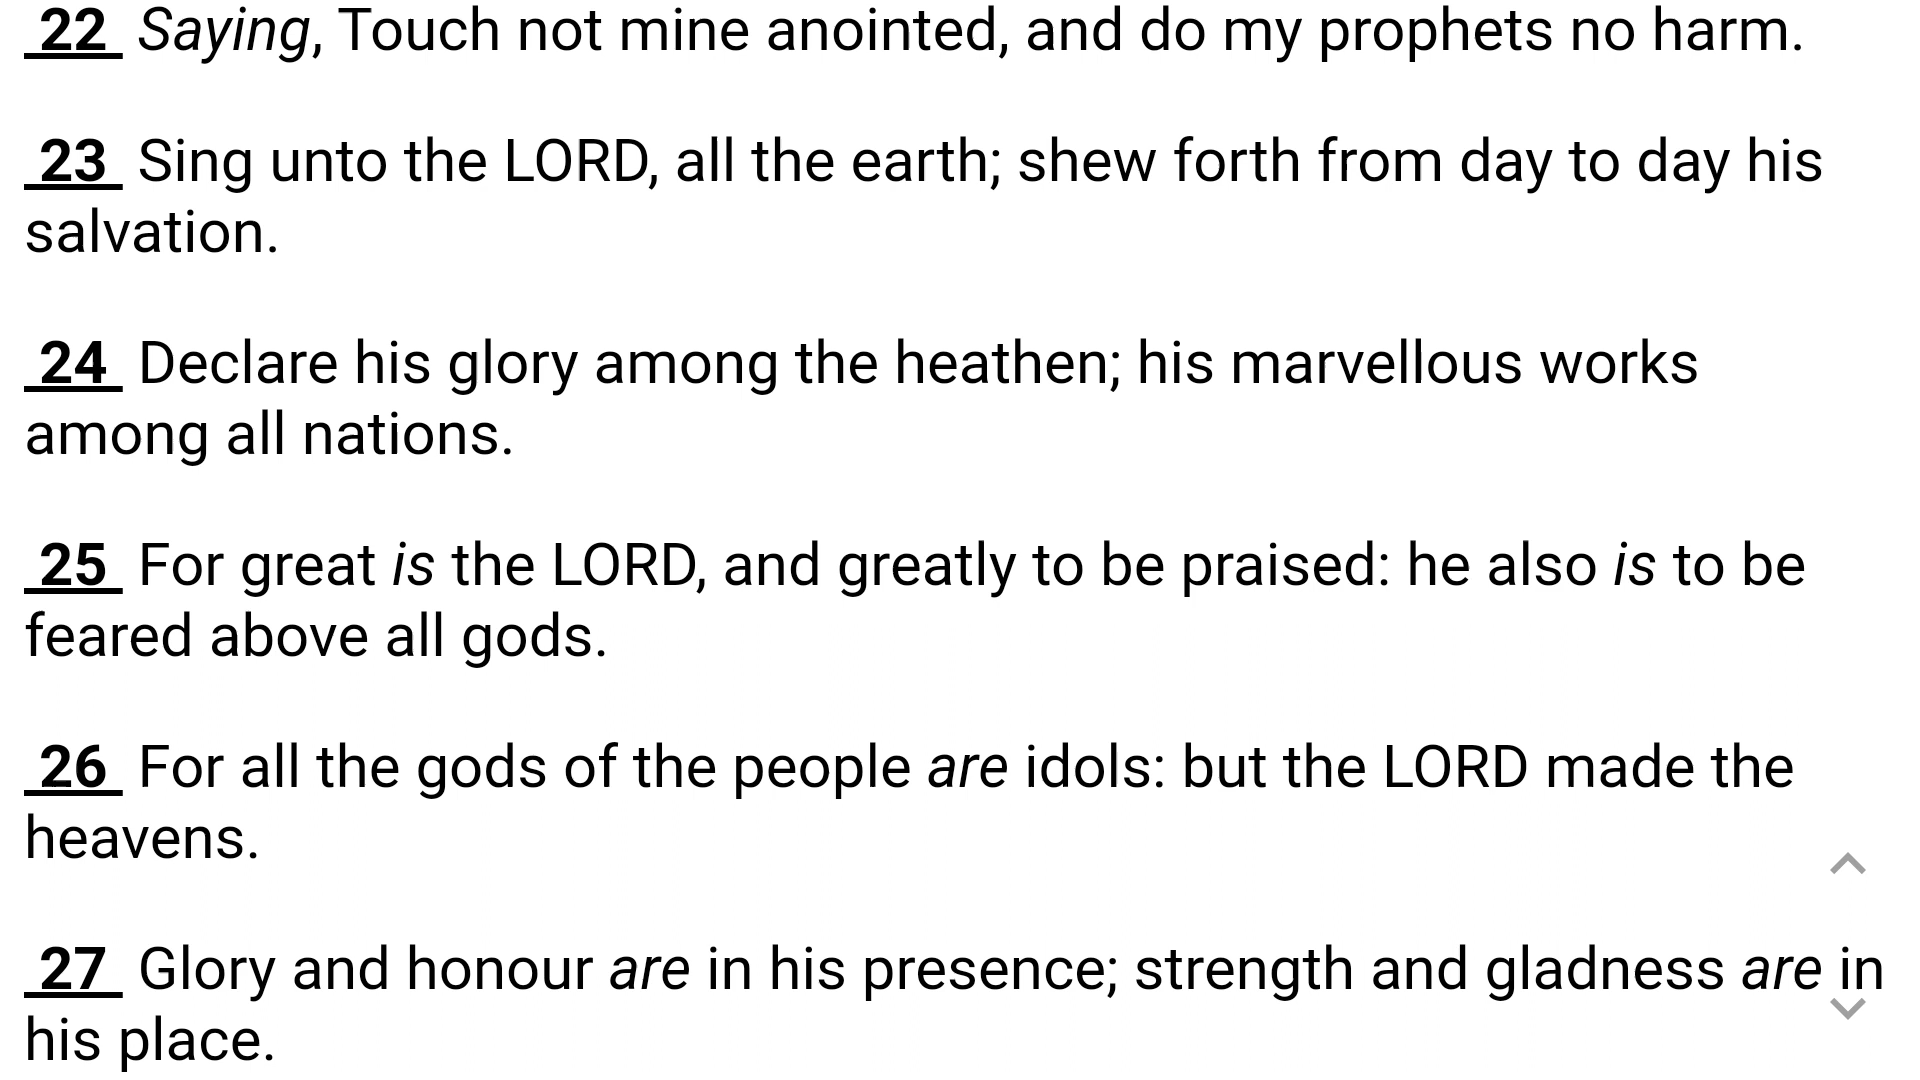 22 Saying, Touch not mine anointed, and do my prophets no harm.
23 Sing unto the LORD, all the earth; shew forth from day to day his
salvation.
24 Declare his glory among the heathen; his marvellous works
among all nations.
25 For great is the LORD, and greatly to be praised: he also is to be
feared above all gods.
26 For all the gods of the people are idols: but the LORD made the
heavens.
27 Glory and honour are in his presence; strength and gladness are in
his place.